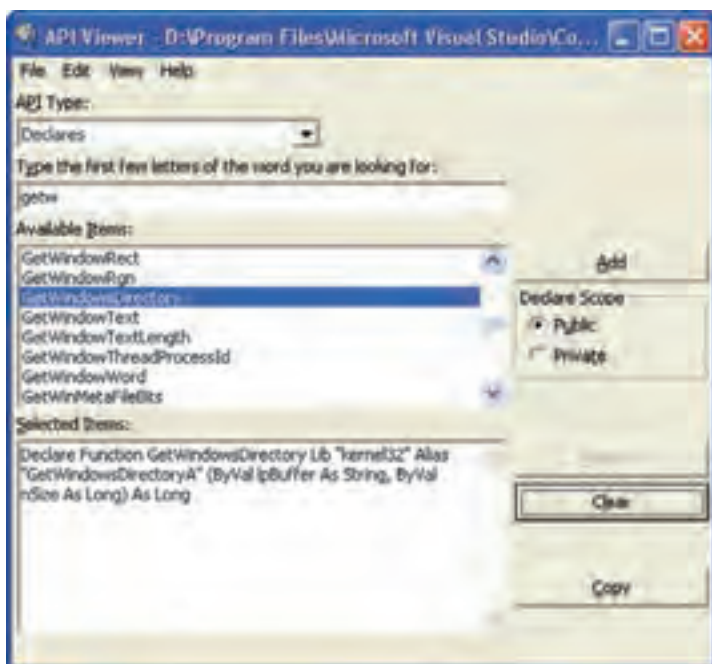 API Viewer - D:\Program Files\Microsoft Visual Studio\Co...
File Edit View Help
API Type:
Declares
Type the first few letters of the word you are looking for:
getw
Available Items:
GetWindowRect
GetWindowRgn
GetWindowsDirectory
GetWindowText
GetWindowTextLength
GetWindowThreadProcessId
GetWindowWord
GetWinMetaFileBits
Add
Declare Scope
Public
Private
Selected Items:
Declare Function GetWindowsDirectory Lib "kernel32" Alias
"GetWindowsDirectoryA" (ByVal lpBuffer As String, ByVal
nSize As Long) As Long
Clear
Copy